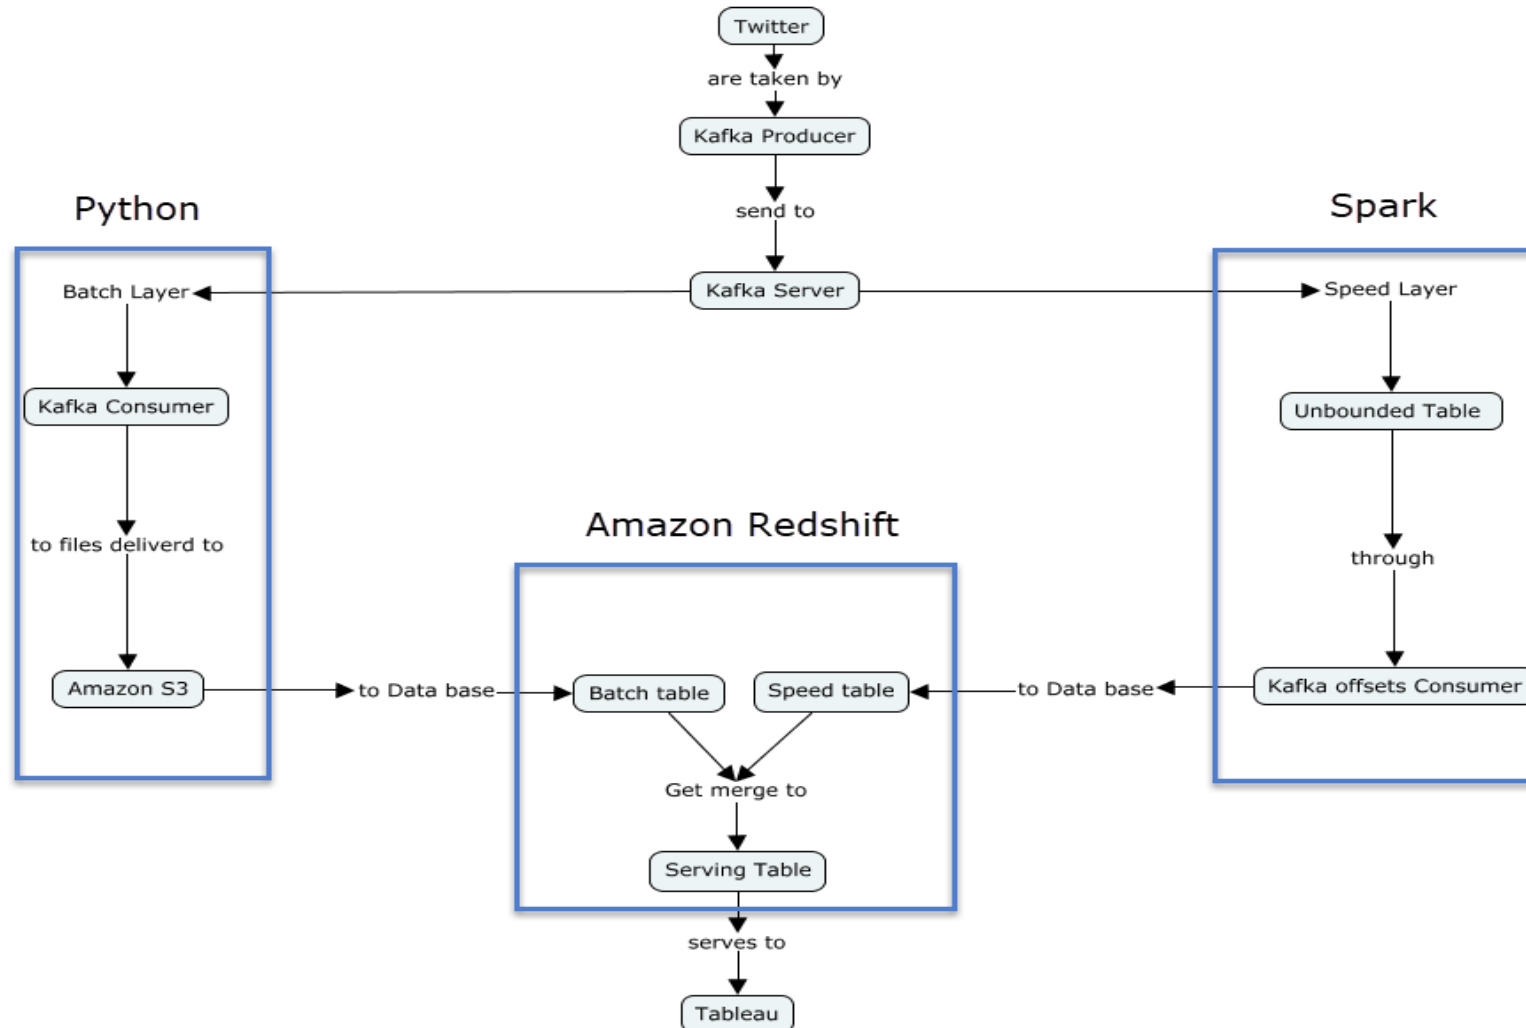 Twitter
are taken by
Kafka Producer
Python
send to
Spark
Batch Layer
Kafka Server
Speed Layer
Kafka Consumer
Unbounded Table
Amazon Redshift
to files deliverd to
through
Amazon S3
to Data base
Batch table
Speed table
to Data base
Kafka offsets Consumer
Get merge to
Serving Table
serves to
Tableau